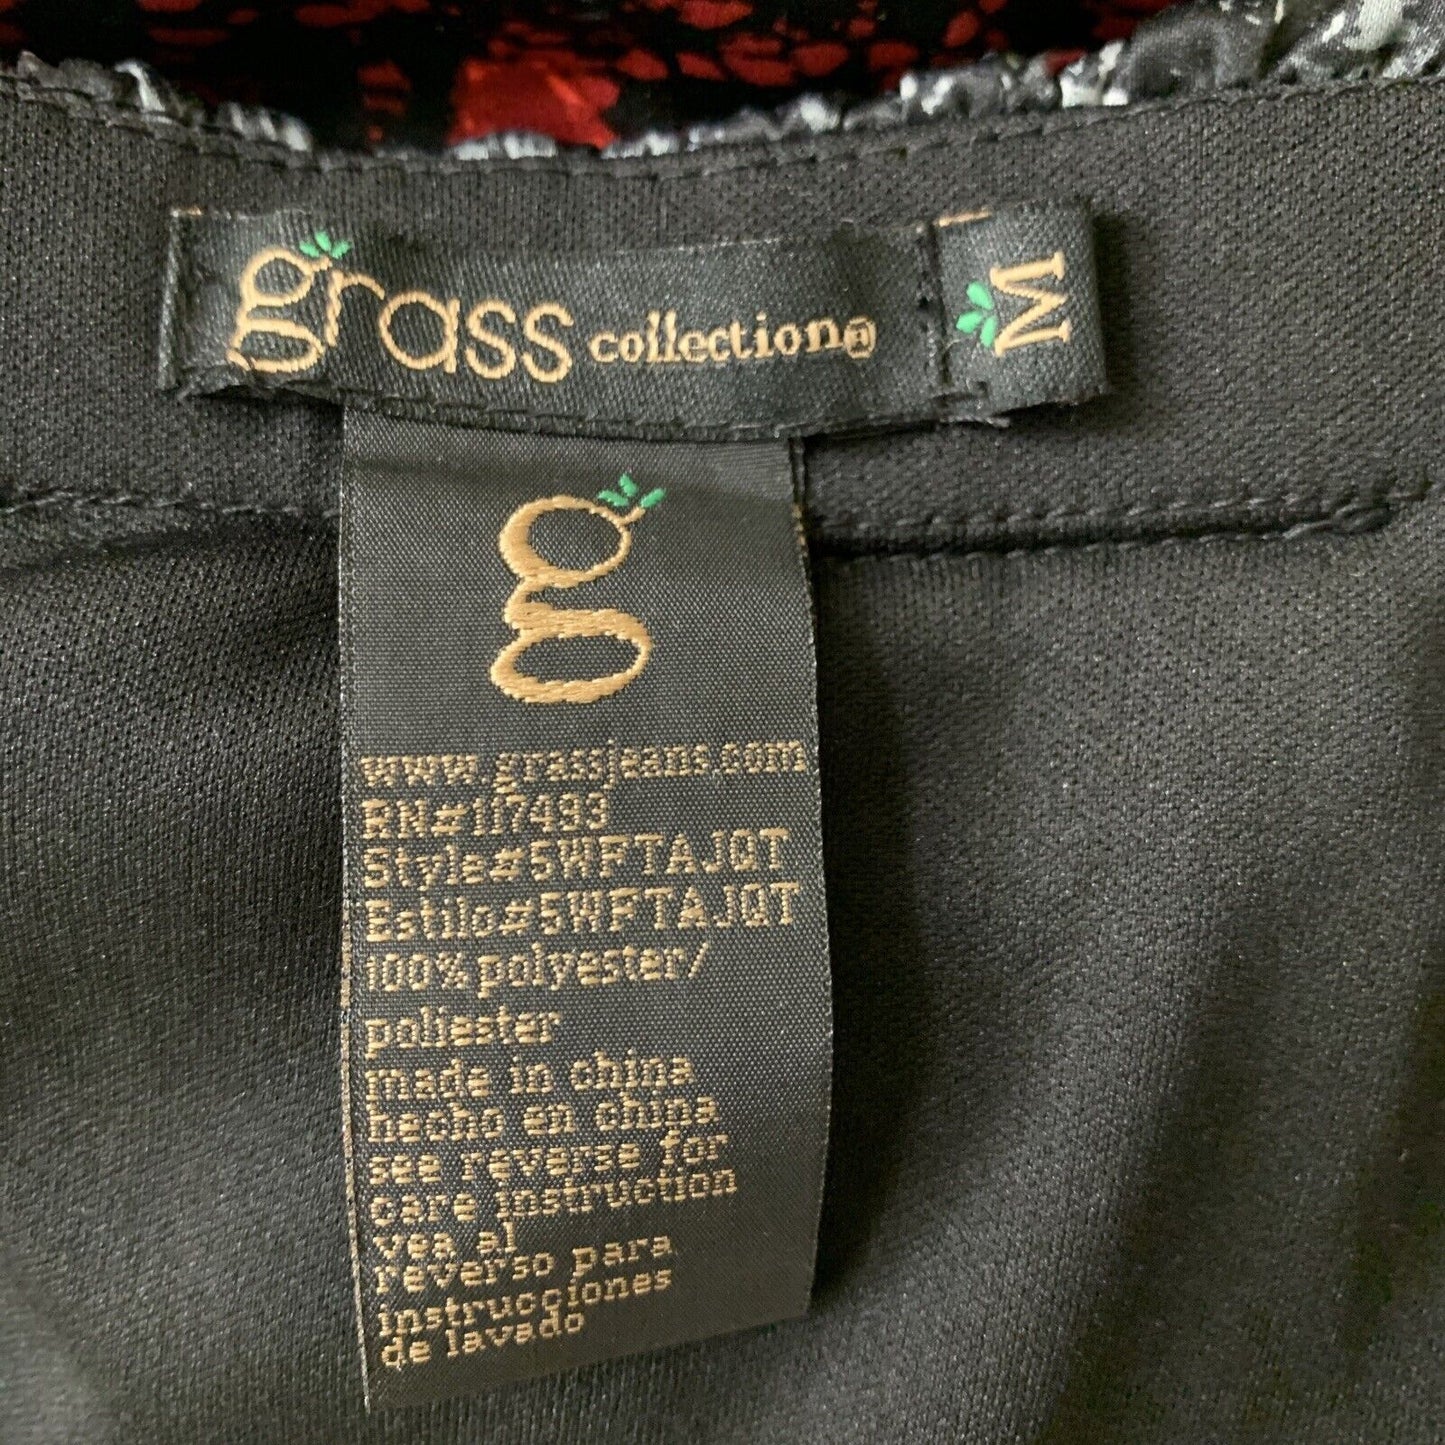 grass collection®
M
g
www.grassjeans.com
RN#117493
Style#5WFTAJQT
Estilo#5WFTAJQT
100% polyester/
poliester
made in china
hecho en china
see reverse for
care instruction
vea al
reverso para
instrucciones
de lavado